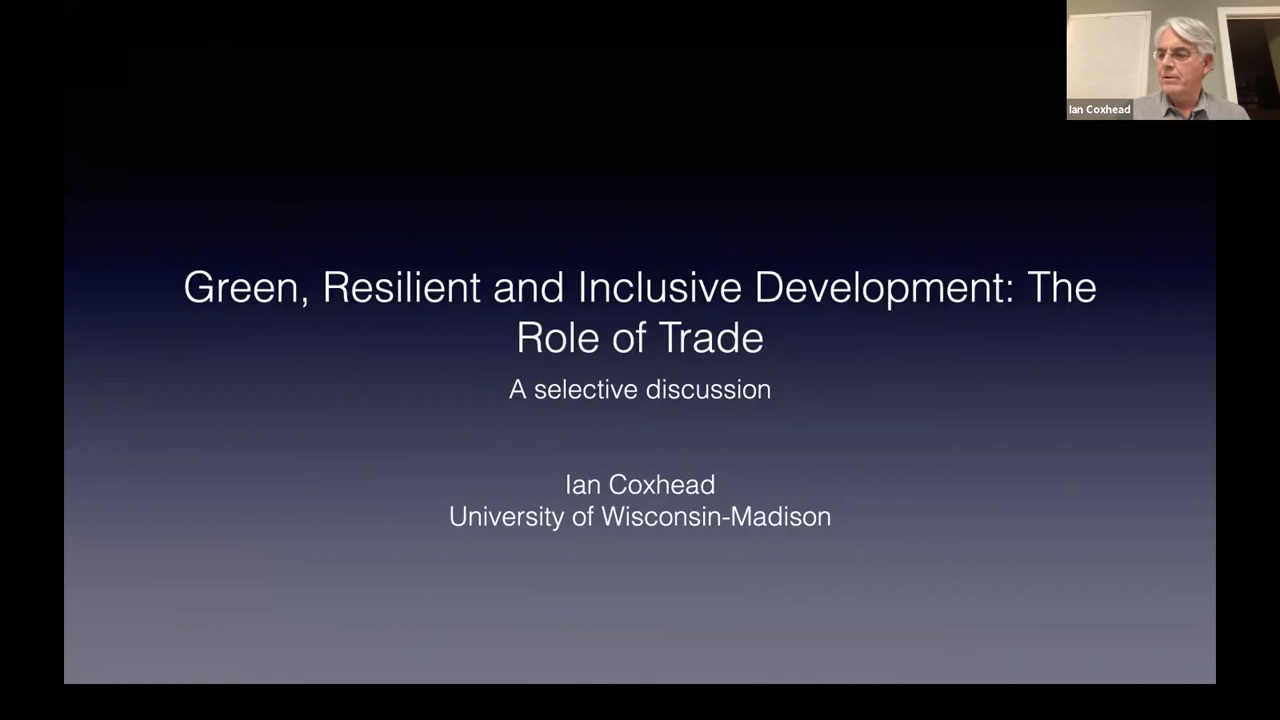 Ian Coxhead
Green, Resilient and Inclusive Development: The
Role of Trade
A selective discussion
Ian Coxhead
University of Wisconsin-Madison